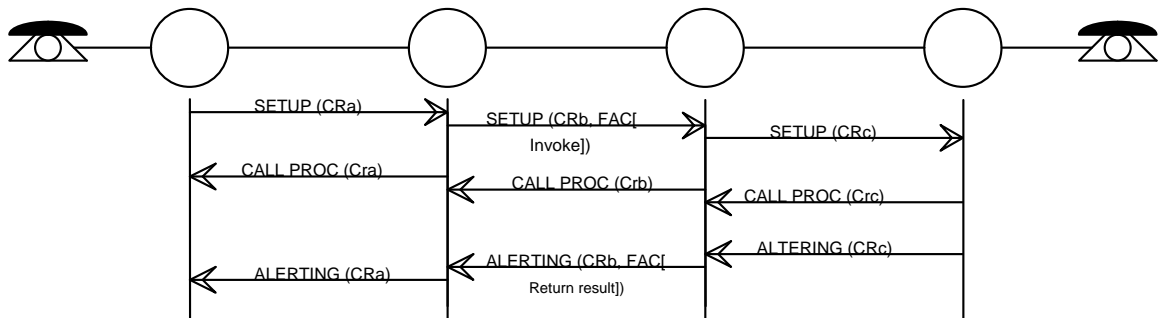 SETUP (CRa)
SETUP (CRb, FAC[
Invoke])
SETUP (CRc)
CALL PROC (Cra)
CALL PROC (Crb)
CALL PROC (Crc)
ALTERING (CRc)
ALERTING (CRb, FAC[
Return result])
ALERTING (CRa)